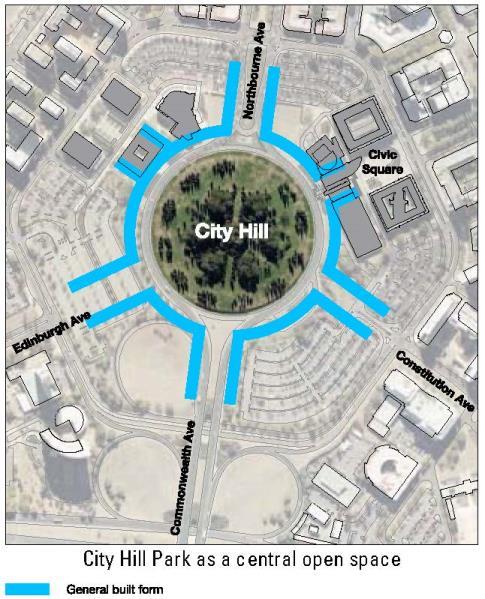 Northbourne Ave
Civic
Square
City Hill
Edinburgh Ave
Constitution Ave
Commonwealth Ave
City Hill Park as a central open space
General built form